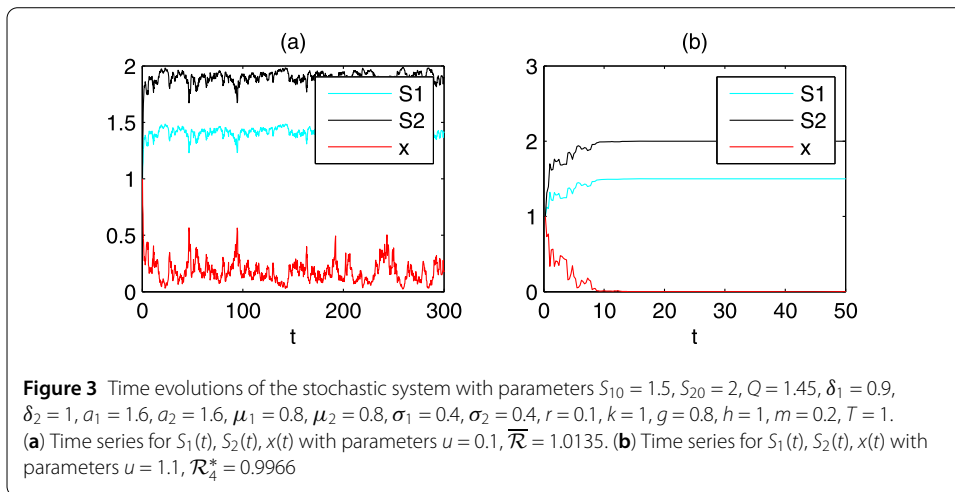 (a)
2
1.5
1
0.5
0
0 100 200 300
t
S1
S2
x
(b)
3
2
1
0
0 10 20 30 40 50
t
S1
S2
x
Figure 3 Time evolutions of the stochastic system with parameters S₁₀ = 1.5, S₂₀ = 2, Q = 1.45, δ₁ = 0.9,
δ₂ = 1, a₁ = 1.6, a₂ = 1.6, μ₁ = 0.8, μ₂ = 0.8, σ₁ = 0.4, σ₂ = 0.4, r = 0.1, k = 1, g = 0.8, h = 1, m = 0.2, T = 1.
(a) Time series for S₁(t), S₂(t), x(t) with parameters u = 0.1, R̅ = 1.0135. (b) Time series for S₁(t), S₂(t), x(t) with
parameters u = 1.1, R₄* = 0.9966